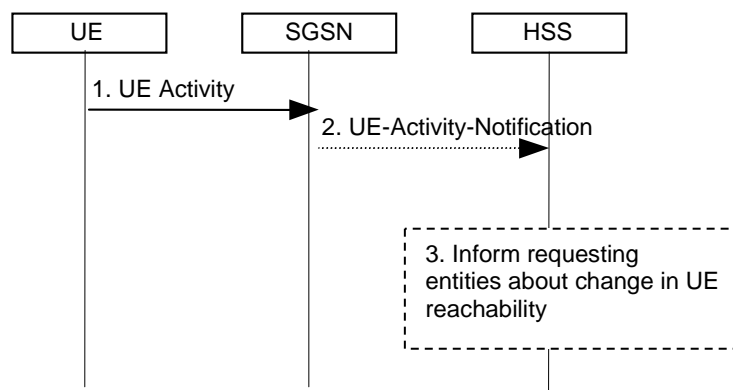 UE
SGSN
HSS
1. UE Activity
2. UE-Activity-Notification
3. Inform requesting
entities about change in UE
reachability